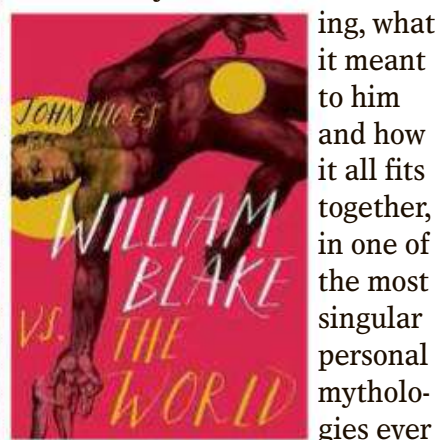 ing, what
it meant
to him
and how
it all fits
together,
in one of
the most
singular
personal
mytholo-
gies ever
JOHN HIGGS
WILLIAM
BLAKE
VS. THE
WORLD